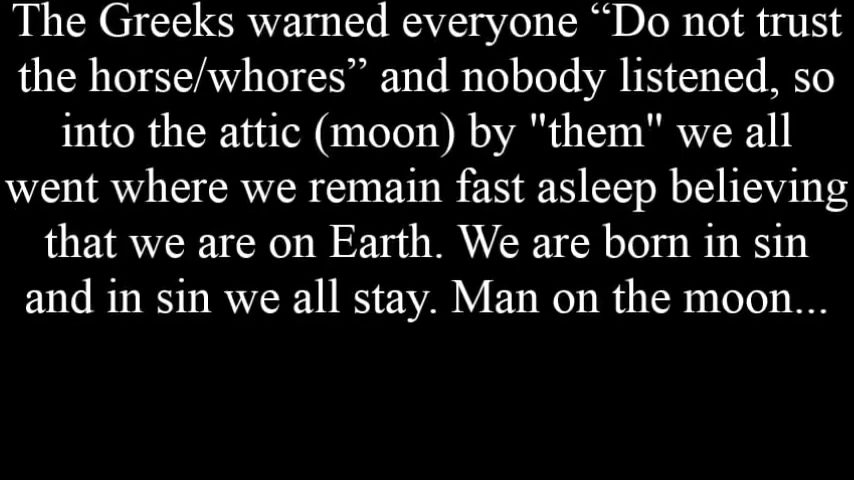 The Greeks warned everyone “Do not trust
the horse/whores” and nobody listened, so
into the attic (moon) by "them" we all
went where we remain fast asleep believing
that we are on Earth. We are born in sin
and in sin we all stay. Man on the moon...